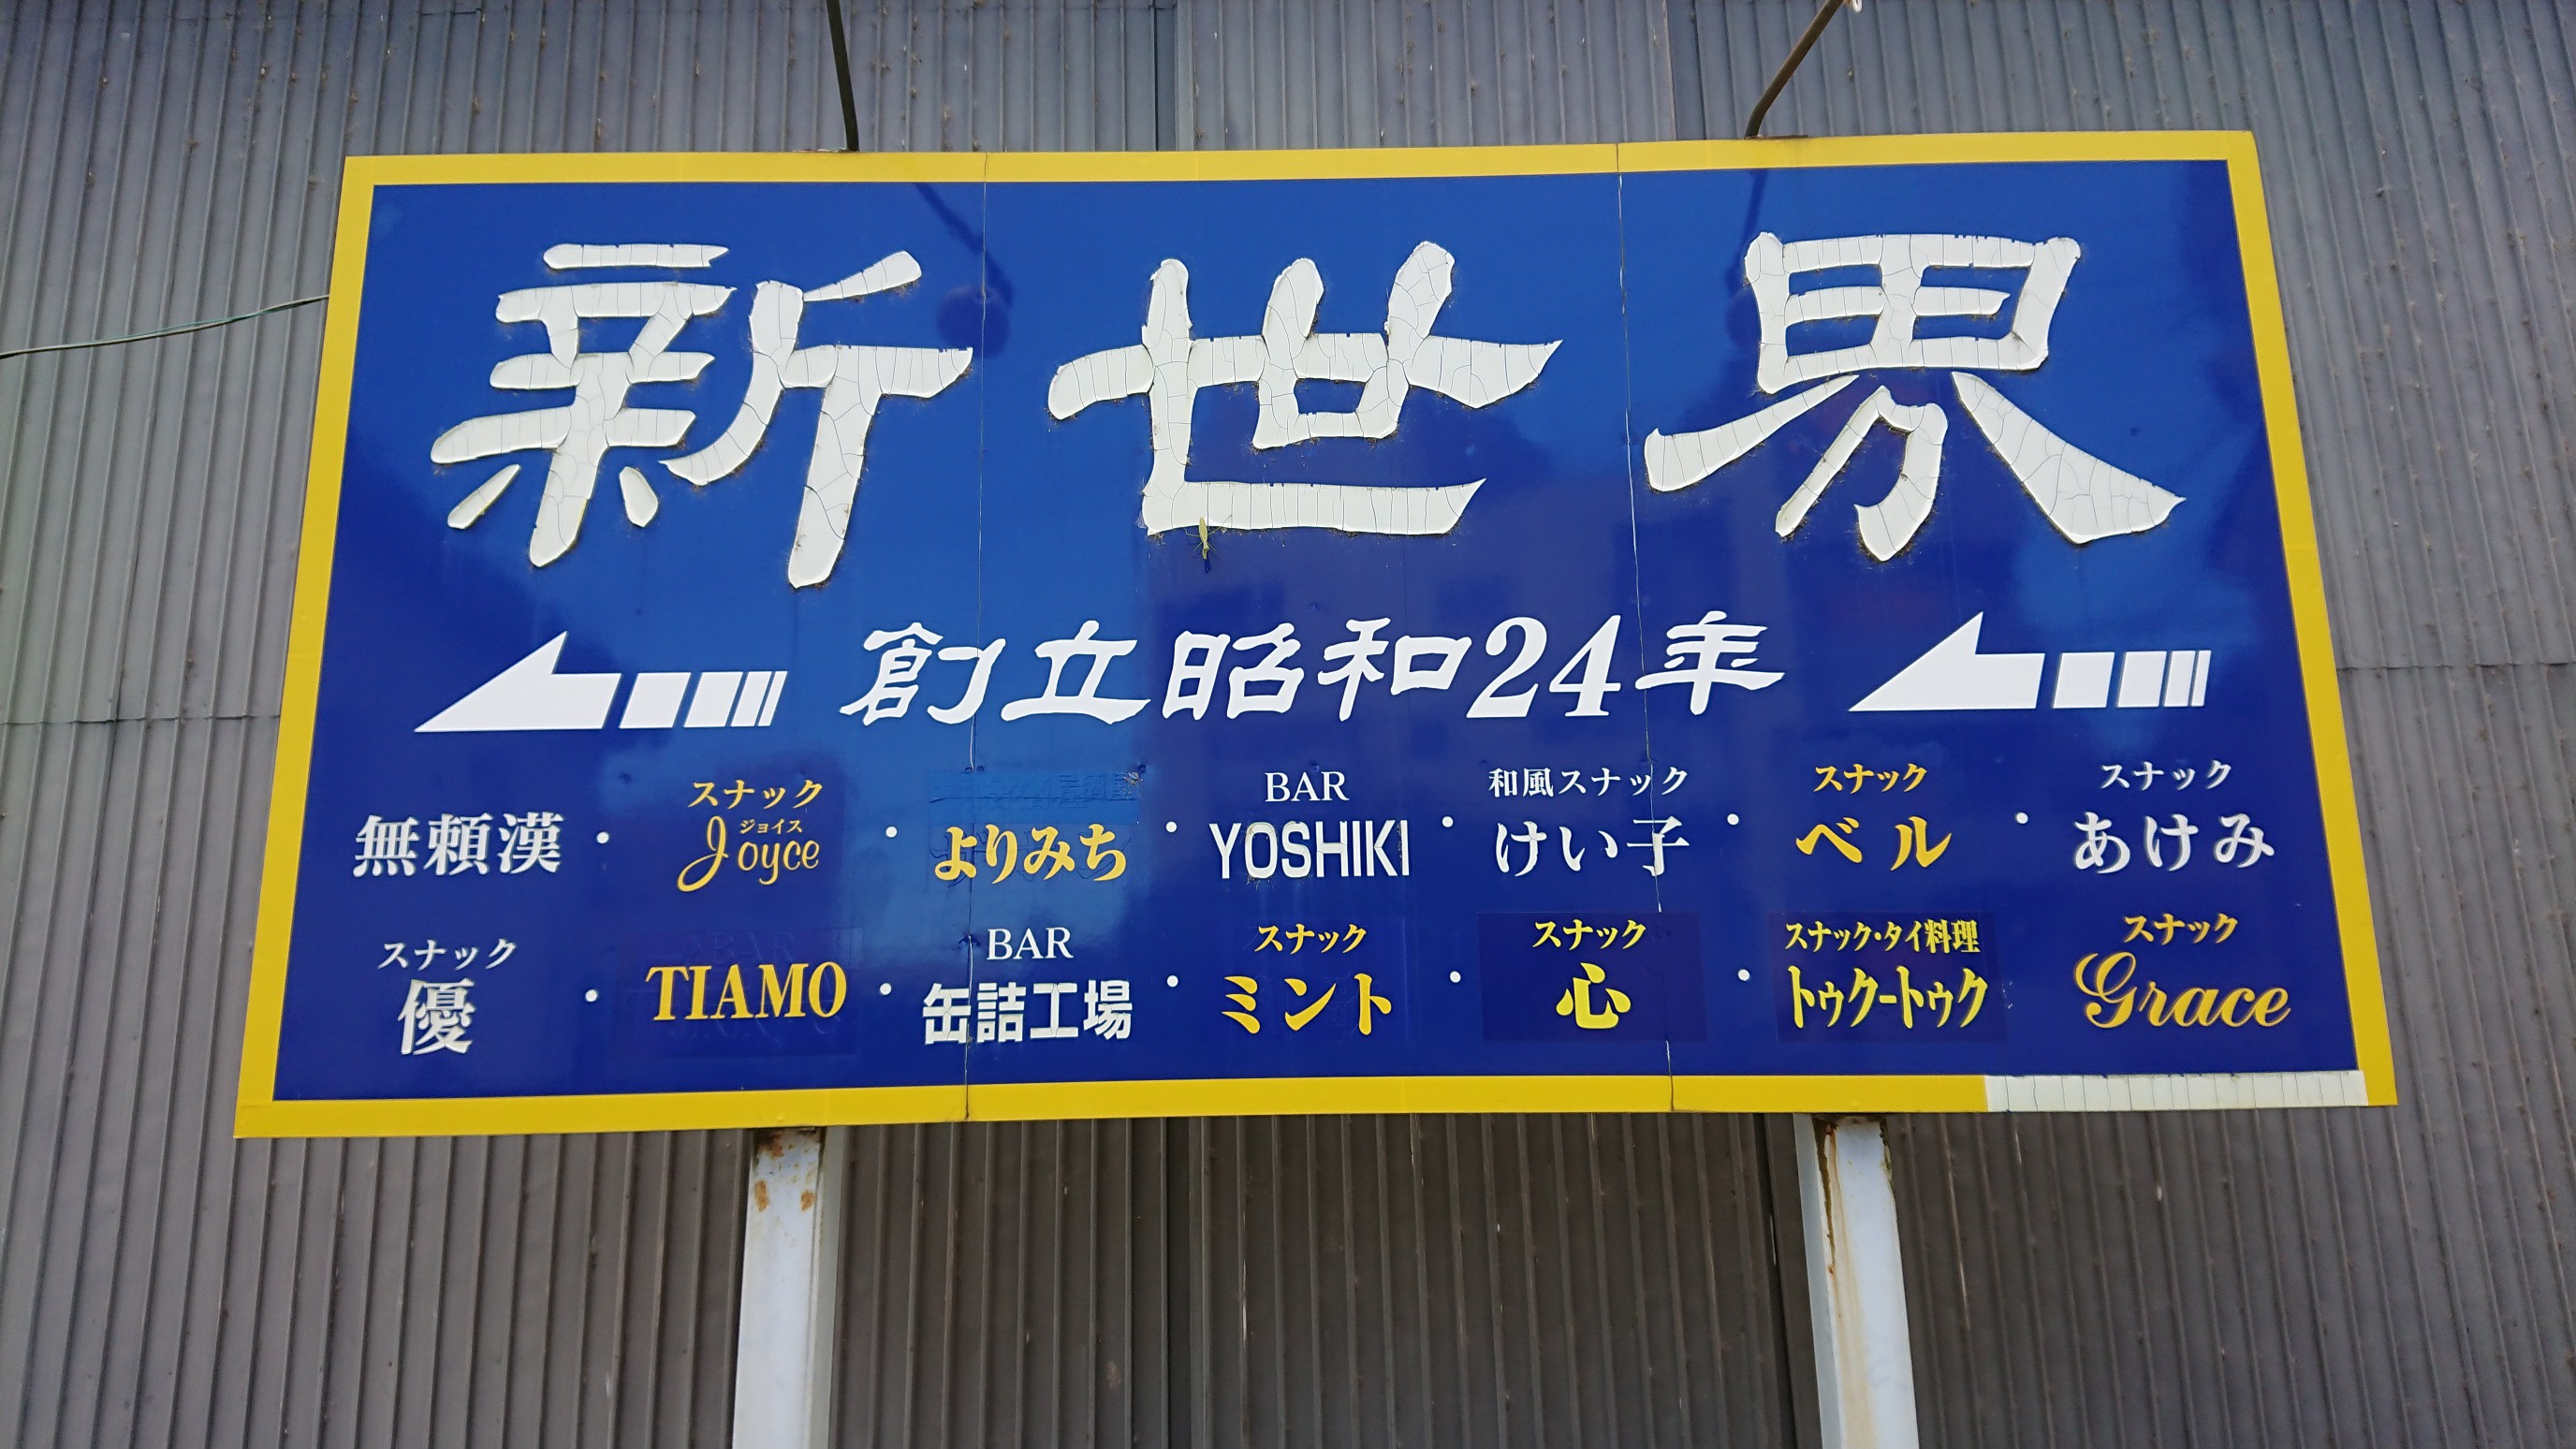 新世界
創立昭和24年
スナック BAR 和風スナック スナック スナック
ジョイス
無頼漢・Joyce・よりみち・YOSHIKI・けい子・ベル・あけみ
スナック BAR スナック スナック スナック・タイ料理 スナック
優・TIAMO・缶詰工場・ミント・心・トゥクートゥク Grace